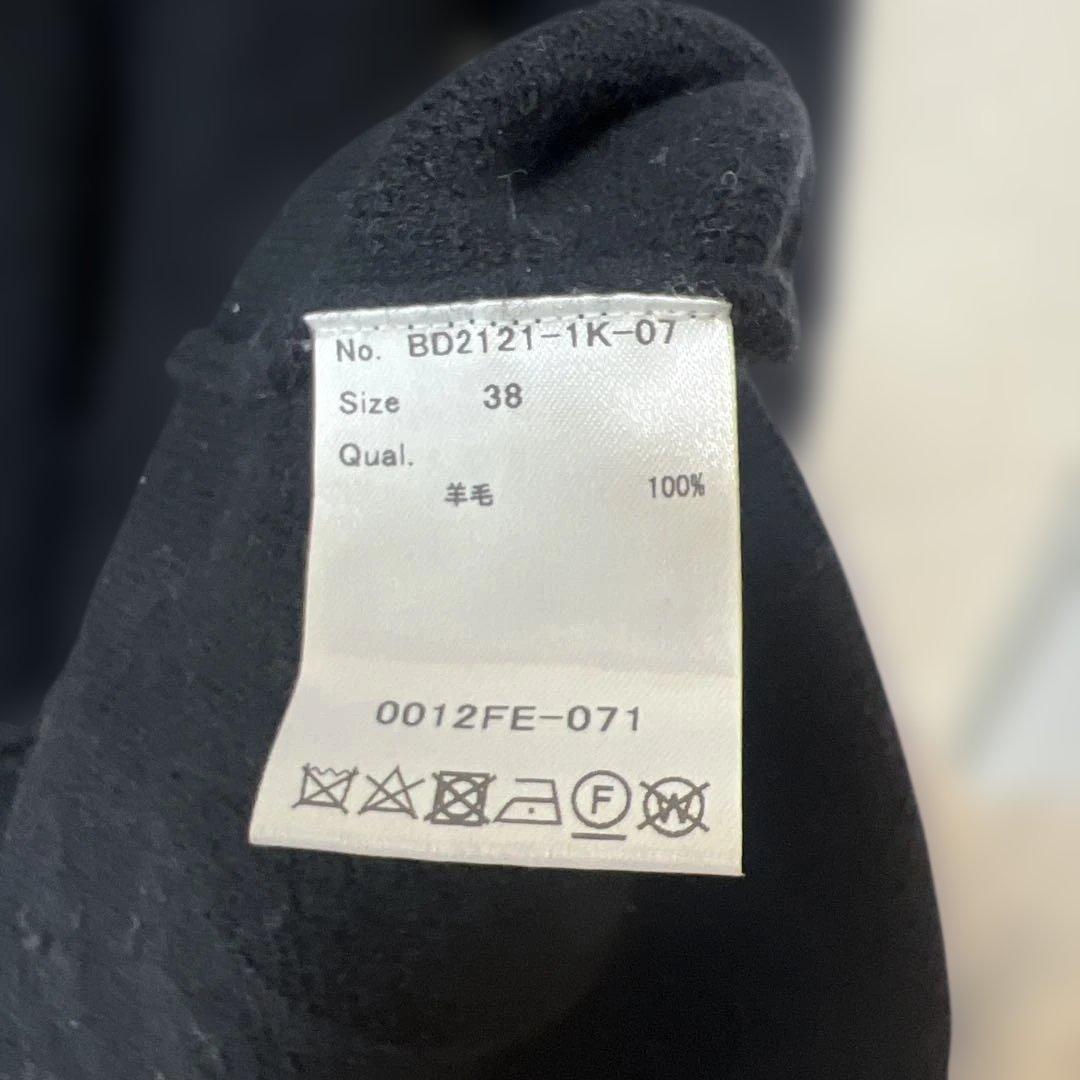 No. BD2121-1K-07
Size 38
Qual.
羊毛 100%
0012FE-071
F W